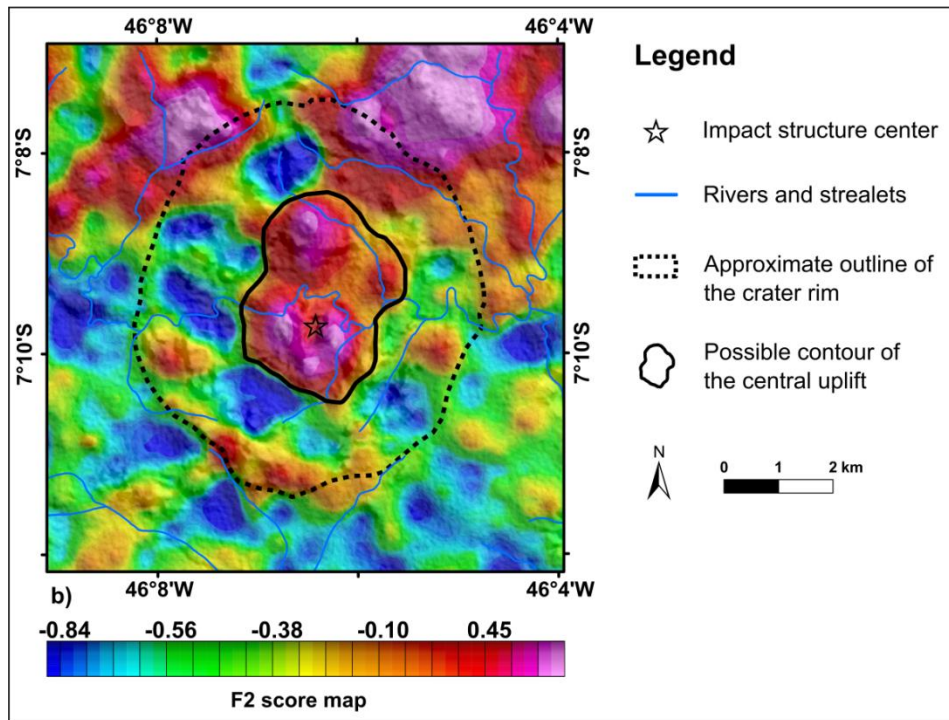 46°8'W 46°4'W
7°8'S 7°8'S
7°10'S 7°10'S
46°8'W 46°4'W
b)
-0.84 -0.56 -0.38 -0.10 0.45
F2 score map
Legend
Impact structure center
Rivers and strealets
Approximate outline of
the crater rim
Possible contour of
the central uplift
N
0 1 2 km